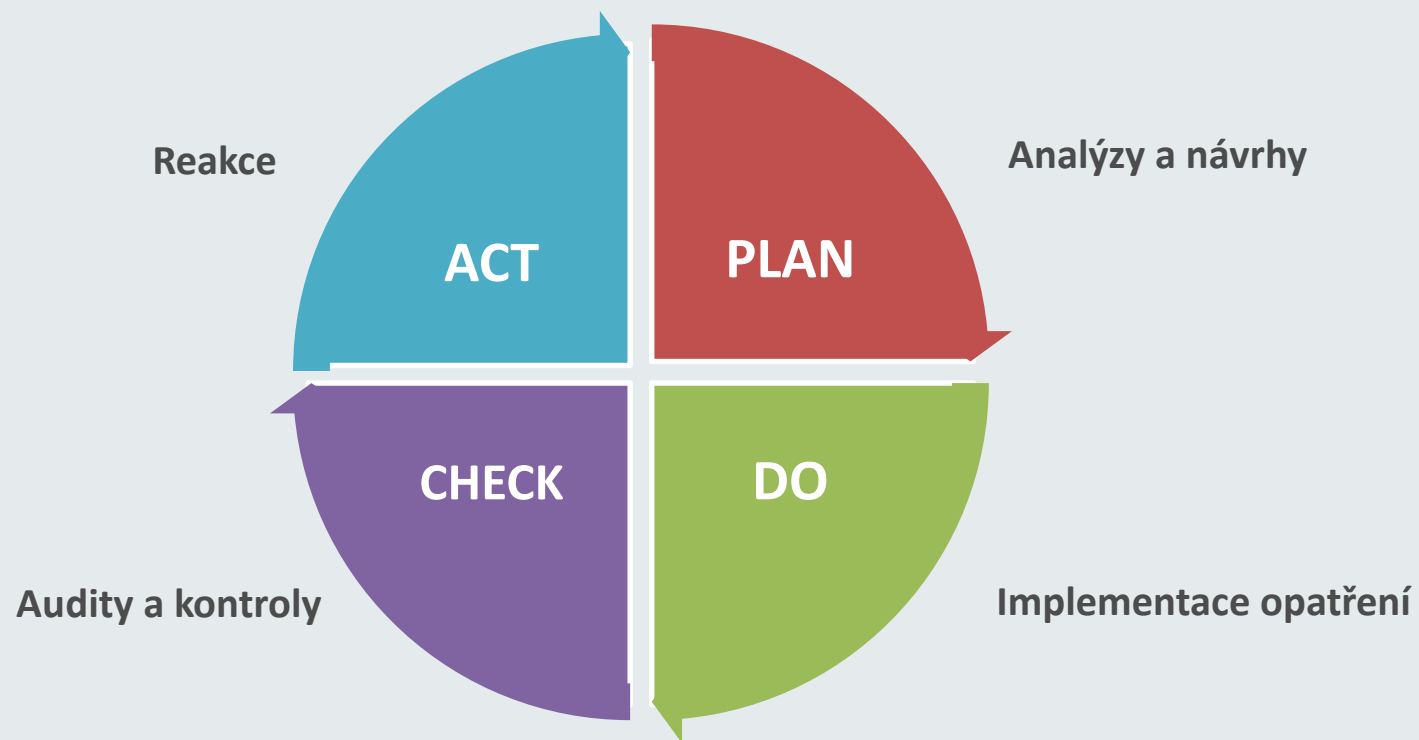 Reakce
Analýzy a návrhy
ACT
PLAN
CHECK
DO
Audity a kontroly
Implementace opatření